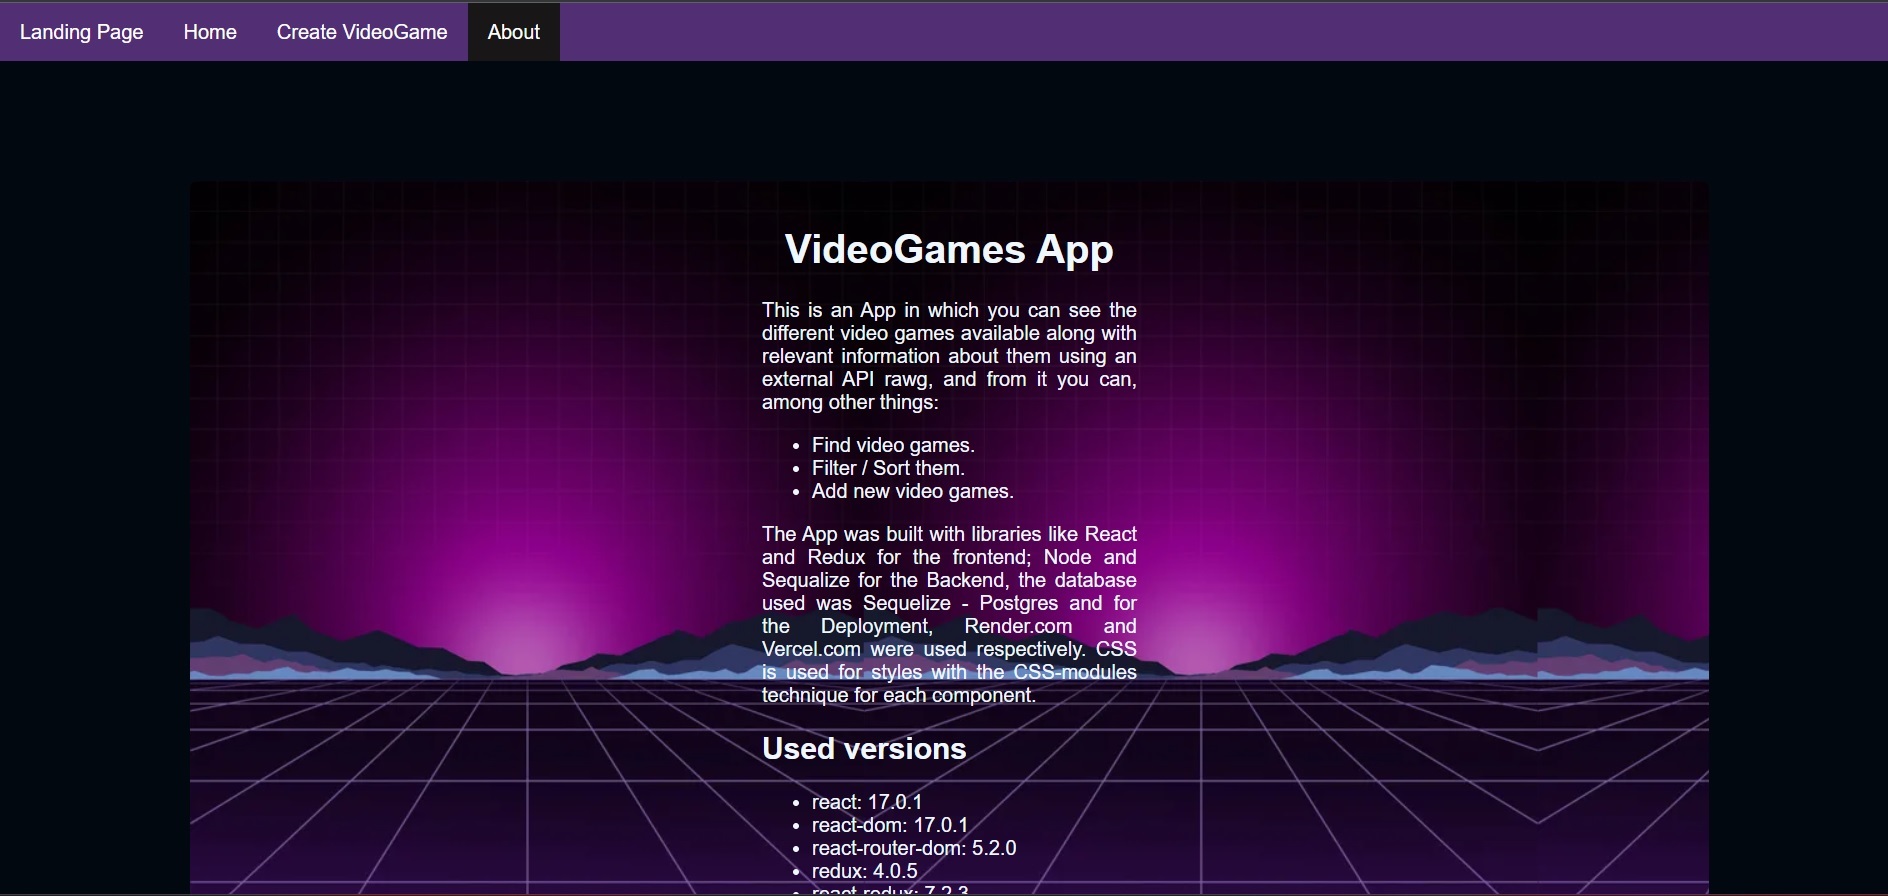 Landing Page Home Create VideoGame About
VideoGames App
This is an App in which you can see the
different video games available along with
relevant information about them using an
external API rawg, and from it you can,
among other things:
• Find video games.
• Filter / Sort them.
• Add new video games.
The App was built with libraries like React
and Redux for the frontend; Node and
Sequalize for the Backend, the database
used was Sequelize - Postgres and for
the Deployment, Render.com and
Vercel.com were used respectively. CSS
is used for styles with the CSS-modules
technique for each component.
Used versions
• react: 17.0.1
• react-dom: 17.0.1
• react-router-dom: 5.2.0
• redux: 4.0.5
• react-redux: 7.2.3